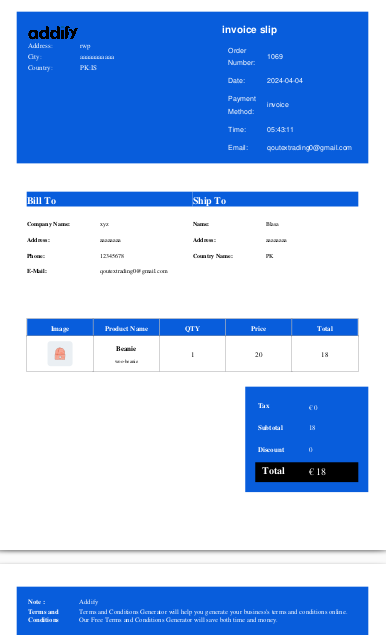 addify
Address: rwp
City:
Country: PK-IS
invoice slip
Order Number: 1069
Date: 2024-04-04
Payment Method: invoice
Time: 05:43:11
Email: qoutextrading0@gmail.com
Bill To
Company Name: xyz
Address:
Phone: 12345678
E-Mail: qoutextrading0@gmail.com
Ship To
Name:
Address:
Country Name: PK
Image Product Name QTY Price Total
Beanie 1 20 18
woo-beanie
Tax € 0
Subtotal 18
Discount 0
Total € 18
Note : Addify
Terms and Conditions Terms and Conditions Generator will help you generate your business's terms and conditions online.
Our Free Terms and Conditions Generator will save both time and money.